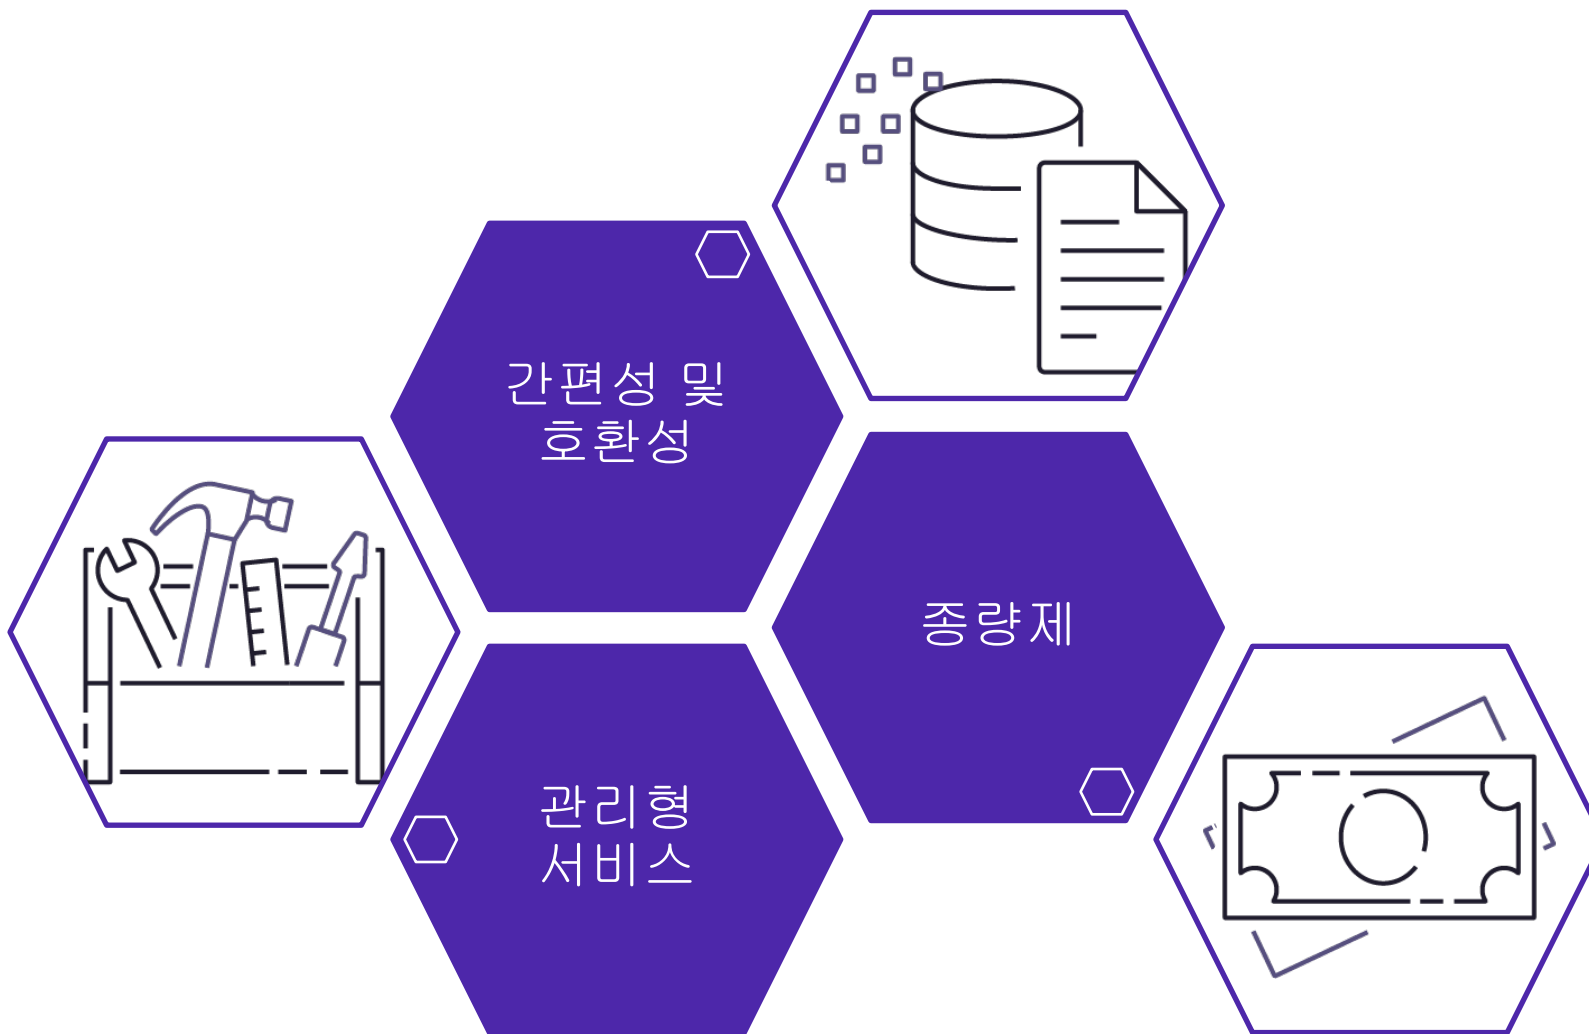 간편성 및
호환성
종량제
관리형
서비스